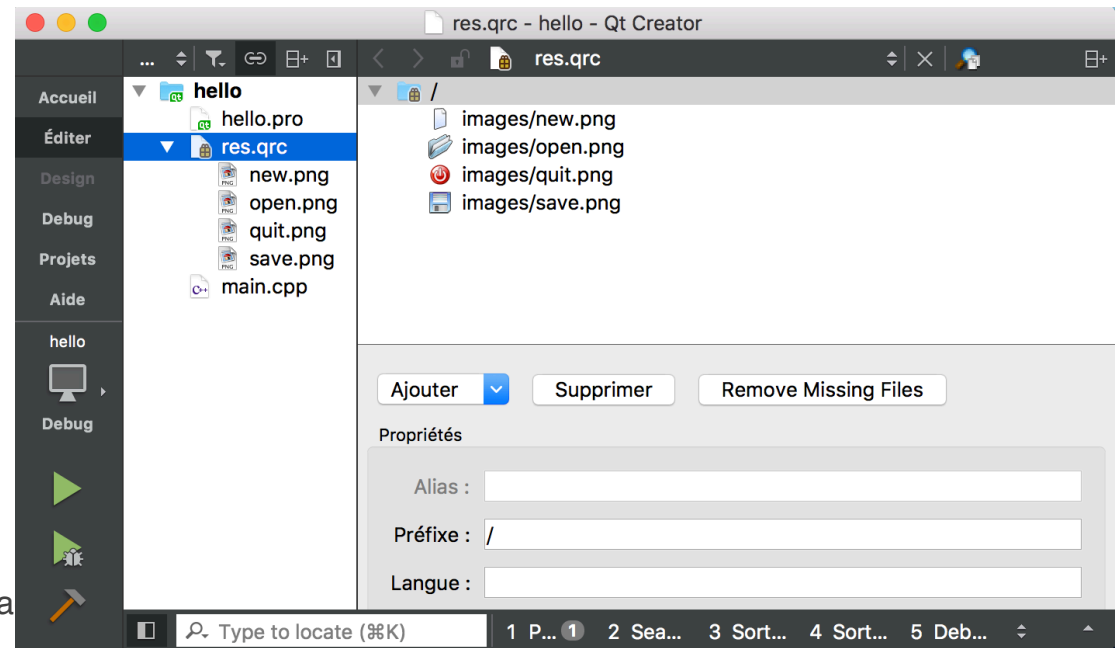 res.qrc - hello - Qt Creator
... res.qrc
Accueil
Éditer
Design
Debug
Projets
Aide
hello
Debug
hello
hello.pro
res.qrc
new.png
open.png
quit.png
save.png
main.cpp
/
images/new.png
images/open.png
images/quit.png
images/save.png
Ajouter Supprimer Remove Missing Files
Propriétés
Alias :
Préfixe : /
Langue :
a
Type to locate (⌘K) 1 P... 1 2 Sea... 3 Sort... 4 Sort... 5 Deb...